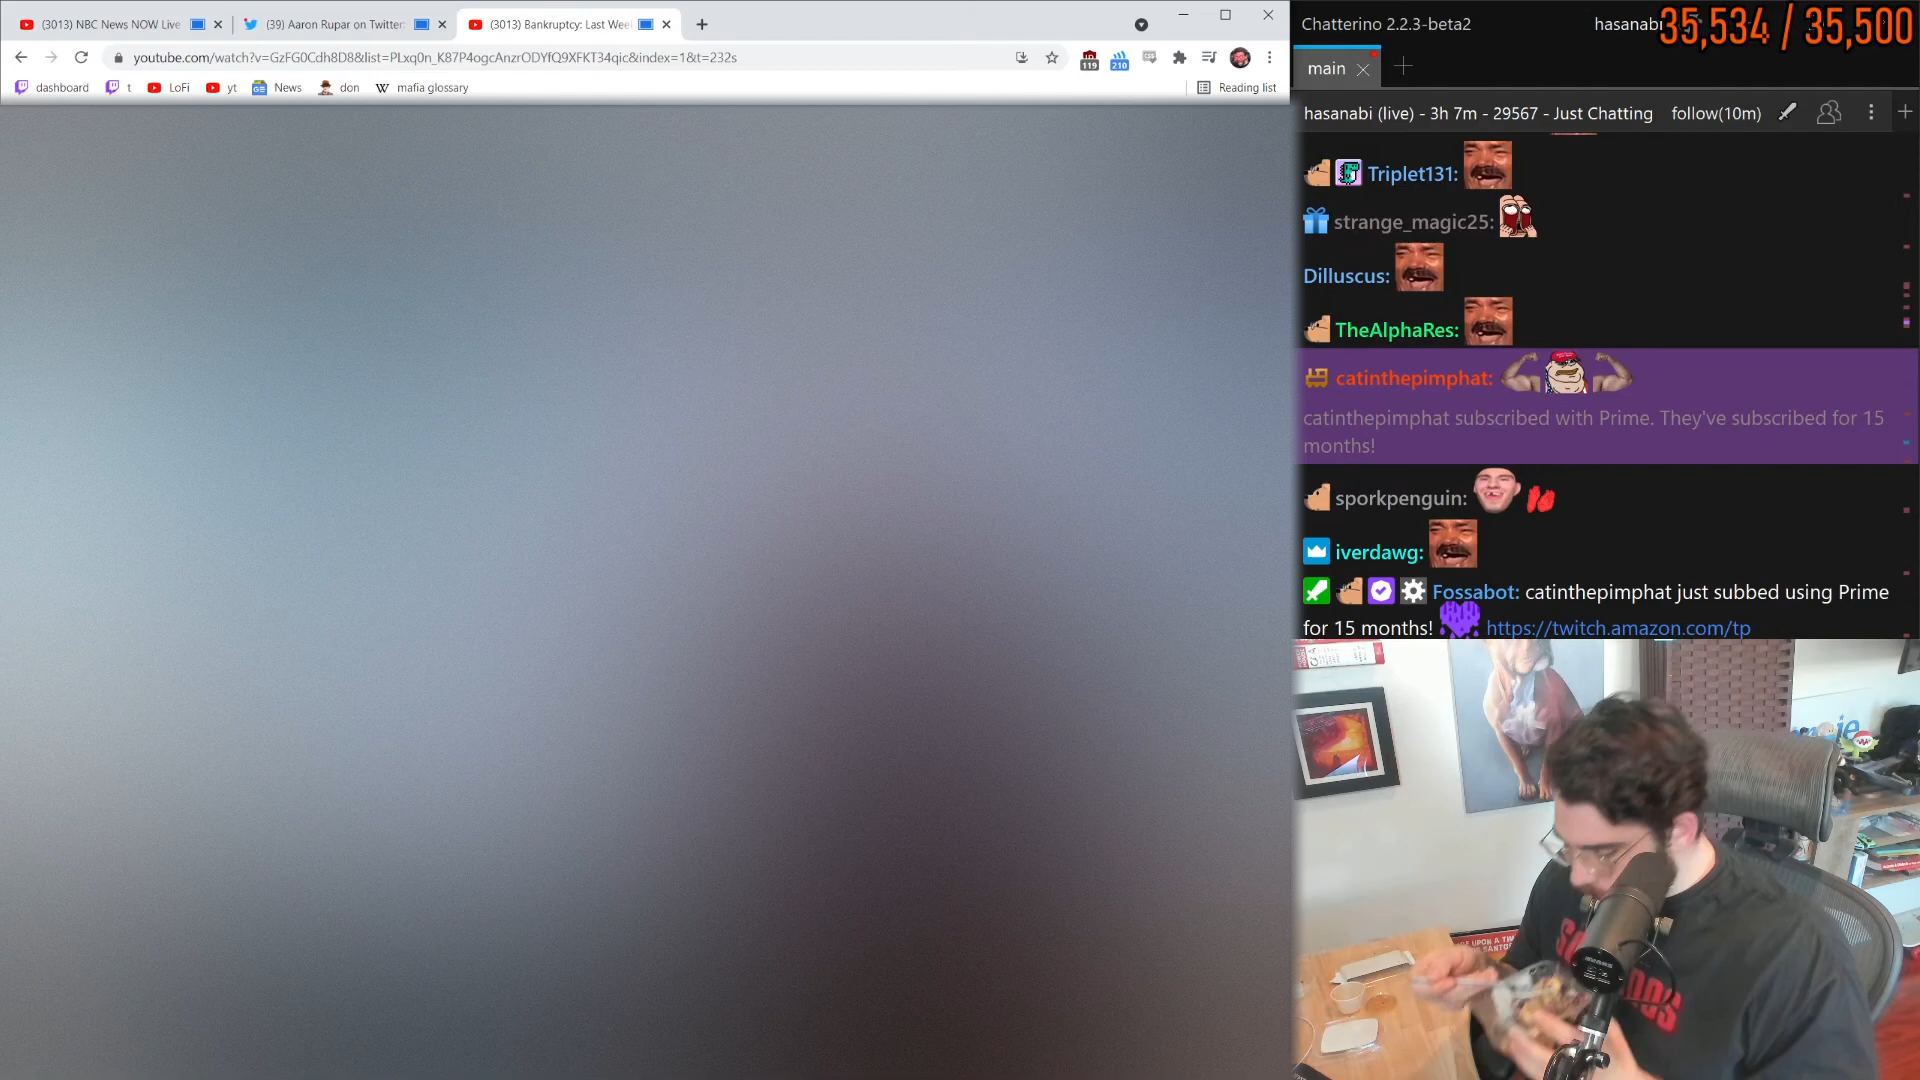 (3013) NBC News NOW Live
(39) Aaron Rupar on Twitter:
(3013) Bankruptcy: Last Wee
youtube.com/watch?v=GzFG0Cdh8D8&list=PLxq0n_K87P4ogcAnzrODYfQ9XFKT34qic&index=1&t=232s
119
210
dashboard
t
LoFi
yt
News
don
mafia glossary
Reading list
Chatterino 2.2.3-beta2
hasanabi
35,534 / 35,500
main
hasanabi (live) - 3h 7m - 29567 - Just Chatting
follow(10m)
Triplet131:
strange_magic25:
Dilluscus:
TheAlphaRes:
catinthepimphat:
catinthepimphat subscribed with Prime. They've subscribed for 15
months!
sporkpenguin:
iverdawg:
Fossabot: catinthepimphat just subbed using Prime
for 15 months! https://twitch.amazon.com/tp